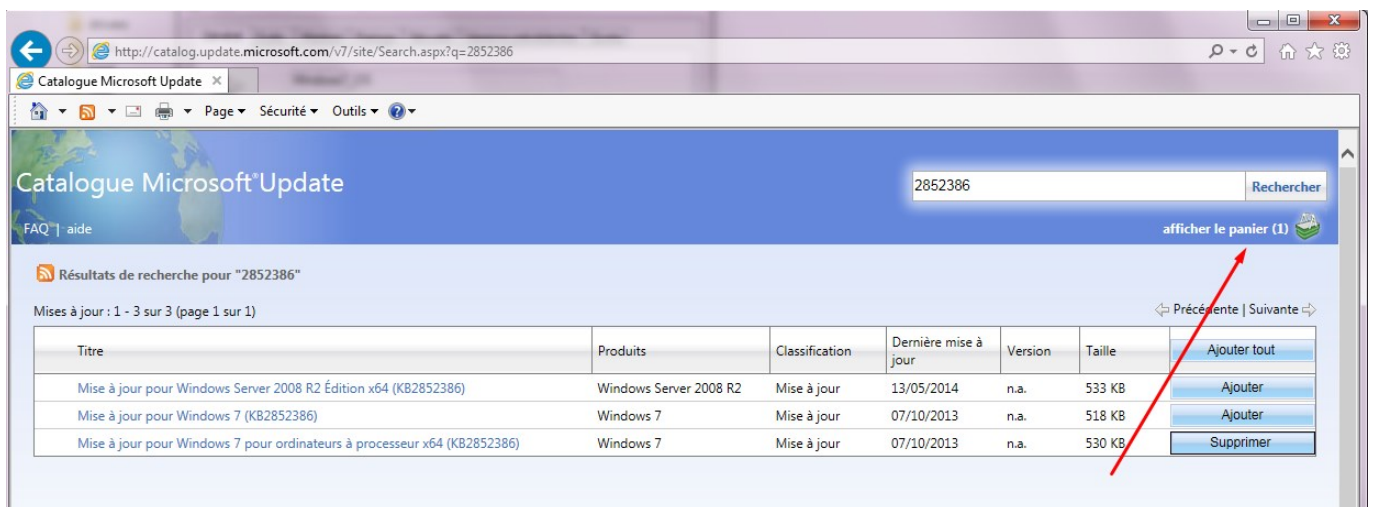 http://catalog.update.microsoft.com/v7/site/Search.aspx?q=2852386
Catalogue Microsoft Update
Page Sécurité Outils
Catalogue Microsoft®Update
2852386 Rechercher
FAQ | aide
afficher le panier (1)
Résultats de recherche pour "2852386"
Mises à jour : 1 - 3 sur 3 (page 1 sur 1)
Précédente | Suivante
Titre Produits Classification Dernière mise à jour Version Taille Ajouter tout
Mise à jour pour Windows Server 2008 R2 Édition x64 (KB2852386) Windows Server 2008 R2 Mise à jour 13/05/2014 n.a. 533 KB Ajouter
Mise à jour pour Windows 7 (KB2852386) Windows 7 Mise à jour 07/10/2013 n.a. 518 KB Ajouter
Mise à jour pour Windows 7 pour ordinateurs à processeur x64 (KB2852386) Windows 7 Mise à jour 07/10/2013 n.a. 530 KB Supprimer